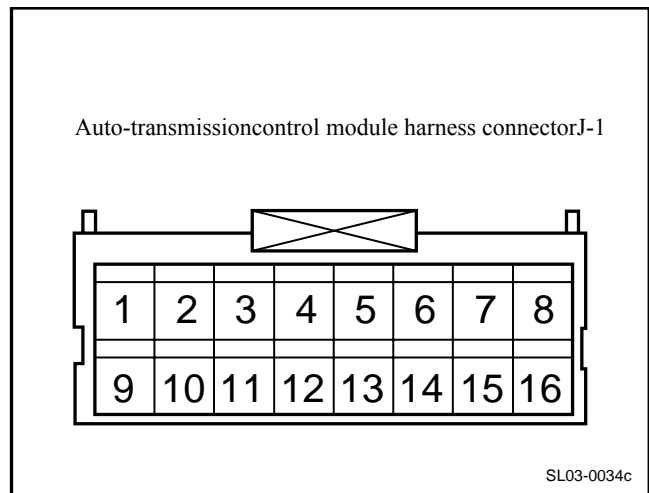 Auto-transmissioncontrol module harness connectorJ-1
1 2 3 4 5 6 7 8
9 10 11 12 13 14 15 16
SL03-0034c